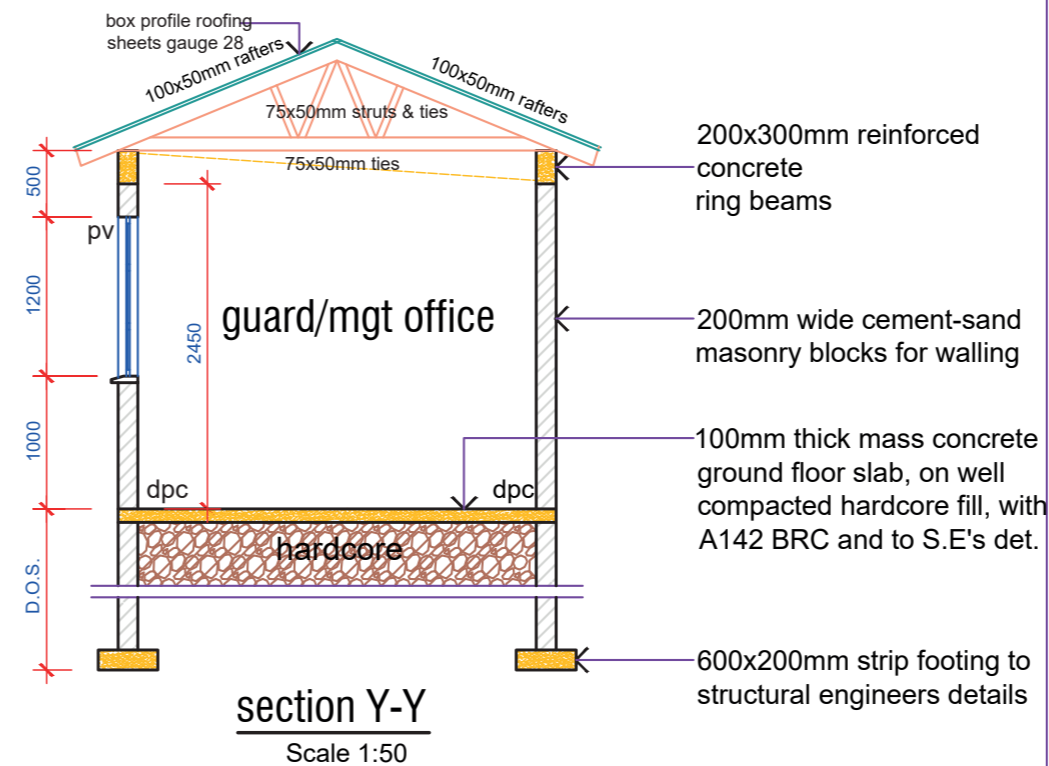 box profile roofing
sheets gauge 28
100x50mm rafters
100x50mm rafters
75x50mm struts & ties
75x50mm ties
200x300mm reinforced
concrete
ring beams
500
pv
1200
2450
guard/mgt office
200mm wide cement-sand
masonry blocks for walling
1000
100mm thick mass concrete
ground floor slab, on well
compacted hardcore fill, with
A142 BRC and to S.E's det.
dpc
dpc
hardcore
D.O.S.
600x200mm strip footing to
structural engineers details
section Y-Y
Scale 1:50